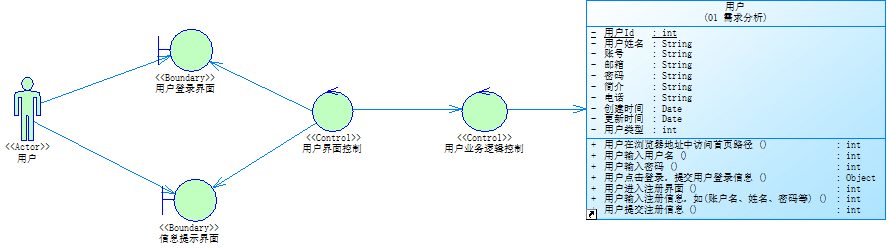 <<Actor>>
用户
<<Boundary>>
用户登录界面
<<Boundary>>
信息提示界面
<<Control>>
用户界面控制
<<Control>>
用户业务逻辑控制
用户
(01 需求分析)
- 用户Id : int
- 用户姓名 : String
- 账号 : String
- 邮箱 : String
- 密码 : String
- 简介 : String
- 电话 : String
- 创建时间 : Date
- 更新时间 : Date
- 用户类型 : int
+ 用户在浏览器地址中访问首页路径 () : int
+ 用户输入用户名 () : int
+ 用户输入密码 () : int
+ 用户点击登录，提交用户登录信息 () : Object
+ 用户进入注册界面 () : int
+ 用户输入注册信息，如(账户名、姓名、密码等) () : int
+ 用户提交注册信息 () : int